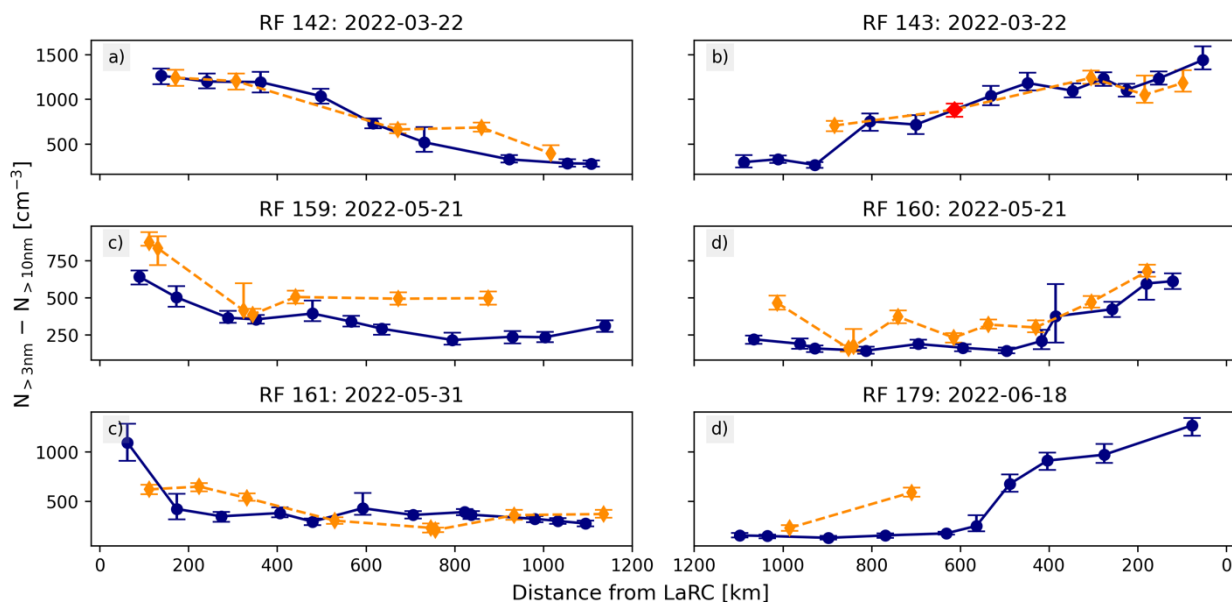 RF 142: 2022-03-22
RF 143: 2022-03-22
a)
b)
1500
1000
500
RF 159: 2022-05-21
RF 160: 2022-05-21
c)
d)
750
500
250
RF 161: 2022-05-31
RF 179: 2022-06-18
c)
d)
1000
500
0 200 400 600 800 1000 1200
1200 1000 800 600 400 200 0
N>3nm − N>10nm [cm−3]
Distance from LaRC [km]